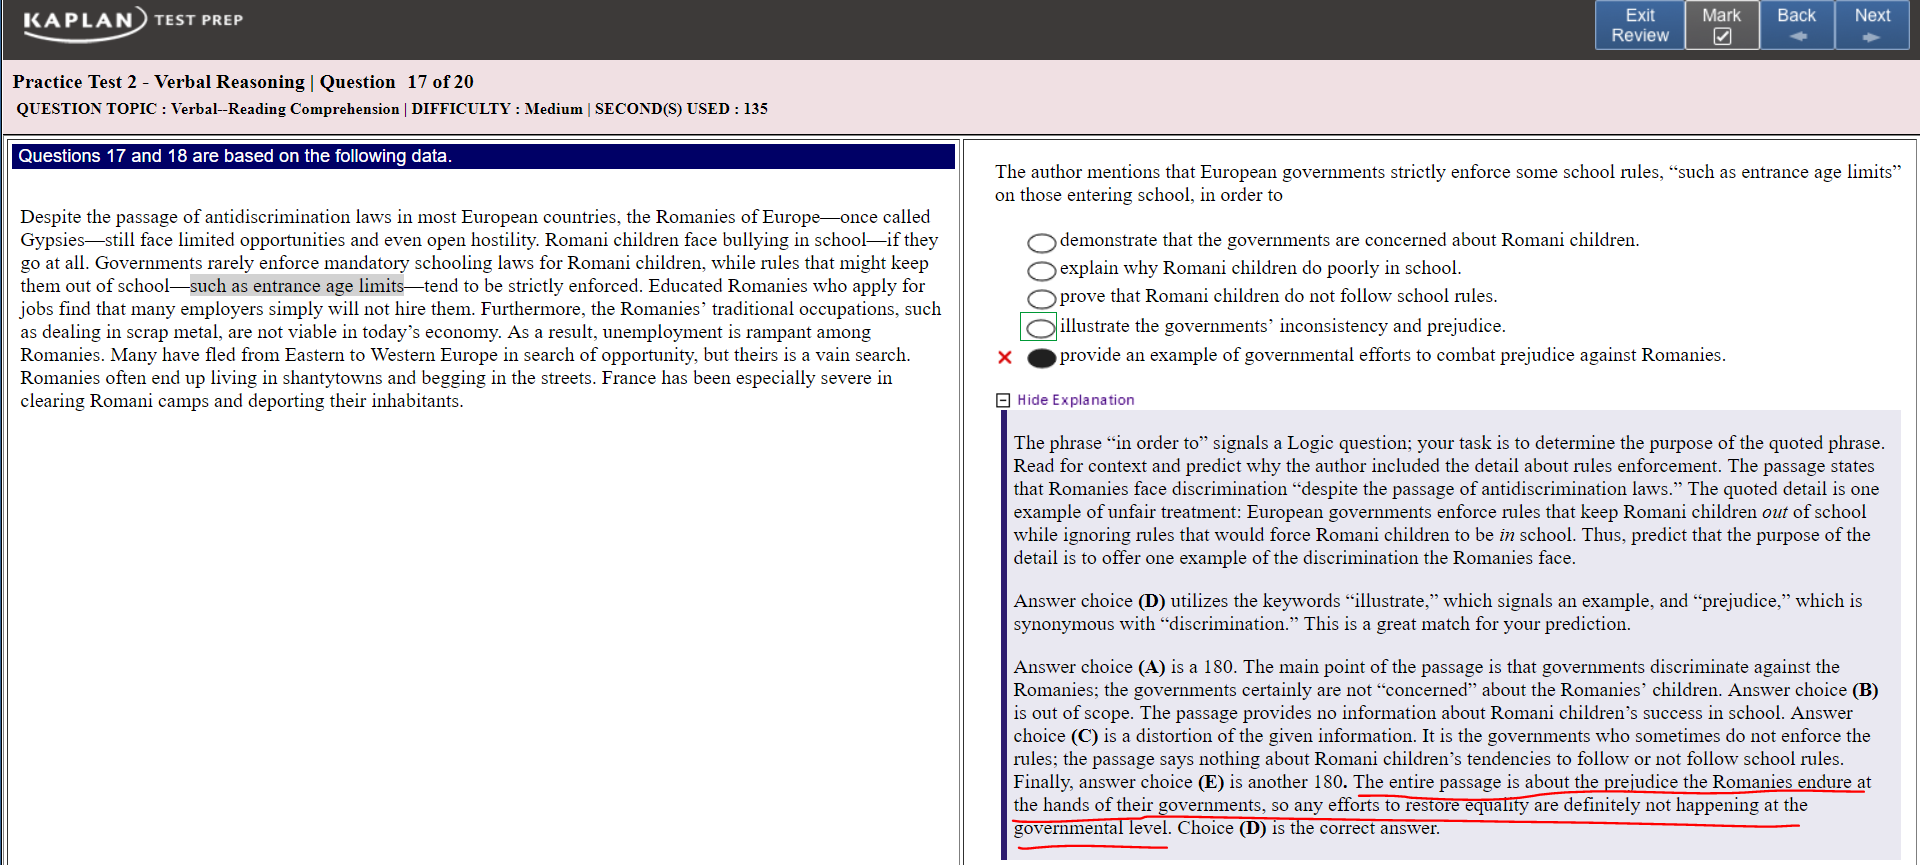 KAPLAN TEST PREP
Exit Review
Mark
Back
Next
Practice Test 2 - Verbal Reasoning | Question 17 of 20
QUESTION TOPIC : Verbal--Reading Comprehension | DIFFICULTY : Medium | SECOND(S) USED : 135
Questions 17 and 18 are based on the following data.
Despite the passage of antidiscrimination laws in most European countries, the Romanies of Europe—once called
Gypsies—still face limited opportunities and even open hostility. Romani children face bullying in school—if they
go at all. Governments rarely enforce mandatory schooling laws for Romani children, while rules that might keep
them out of school—such as entrance age limits—tend to be strictly enforced. Educated Romanies who apply for
jobs find that many employers simply will not hire them. Furthermore, the Romanies’ traditional occupations, such
as dealing in scrap metal, are not viable in today’s economy. As a result, unemployment is rampant among
Romanies. Many have fled from Eastern to Western Europe in search of opportunity, but theirs is a vain search.
Romanies often end up living in shantytowns and begging in the streets. France has been especially severe in
clearing Romani camps and deporting their inhabitants.
The author mentions that European governments strictly enforce some school rules, “such as entrance age limits”
on those entering school, in order to
demonstrate that the governments are concerned about Romani children.
explain why Romani children do poorly in school.
prove that Romani children do not follow school rules.
illustrate the governments’ inconsistency and prejudice.
provide an example of governmental efforts to combat prejudice against Romanies.
Hide Explanation
The phrase “in order to” signals a Logic question; your task is to determine the purpose of the quoted phrase.
Read for context and predict why the author included the detail about rules enforcement. The passage states
that Romanies face discrimination “despite the passage of antidiscrimination laws.” The quoted detail is one
example of unfair treatment: European governments enforce rules that keep Romani children out of school
while ignoring rules that would force Romani children to be in school. Thus, predict that the purpose of the
detail is to offer one example of the discrimination the Romanies face.
Answer choice (D) utilizes the keywords “illustrate,” which signals an example, and “prejudice,” which is
synonymous with “discrimination.” This is a great match for your prediction.
Answer choice (A) is a 180. The main point of the passage is that governments discriminate against the
Romanies; the governments certainly are not “concerned” about the Romanies’ children. Answer choice (B)
is out of scope. The passage provides no information about Romani children’s success in school. Answer
choice (C) is a distortion of the given information. It is the governments who sometimes do not enforce the
rules; the passage says nothing about Romani children’s tendencies to follow or not follow school rules.
Finally, answer choice (E) is another 180. The entire passage is about the prejudice the Romanies endure at
the hands of their governments, so any efforts to restore equality are definitely not happening at the
governmental level. Choice (D) is the correct answer.